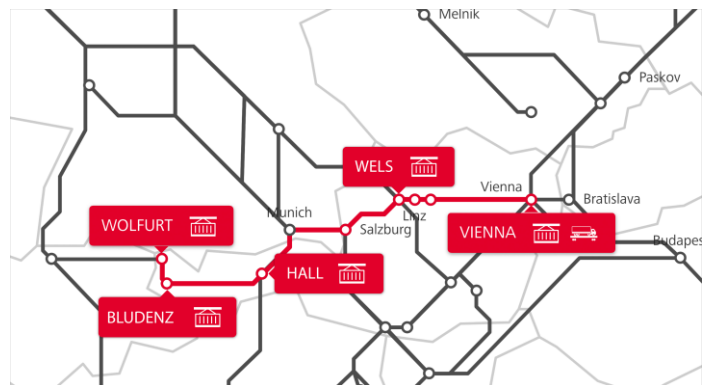 Melnik
Paskov
WELS
Vienna
Bratislava
WOLFURT
Munich
Linz
Salzburg
VIENNA
Budapes
HALL
BLUDENZ